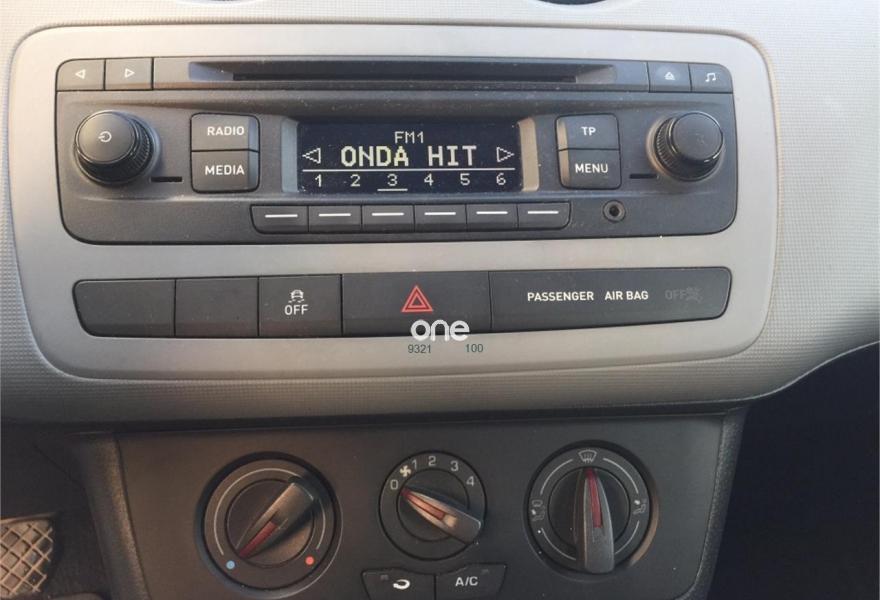 RADIO
MEDIA
FM1
ONDA HIT
1 2 3 4 5 6
TP
MENU
OFF
PASSENGER AIR BAG OFF
one
9321 100
0 1 2 3 4
A/C